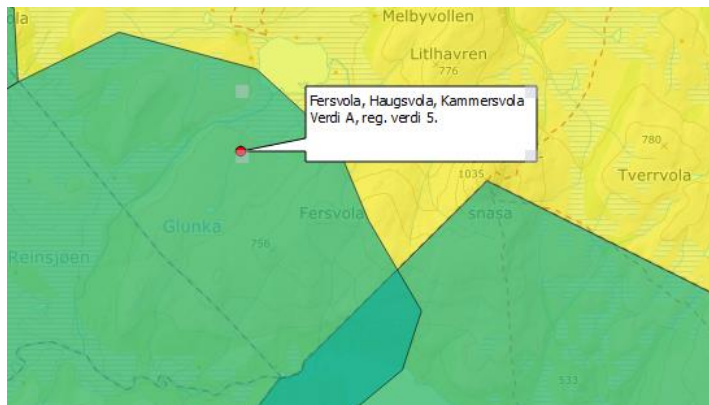 la
Melbyvollen
Litlhavren
776
Fersvola, Haugsvola, Kammersvola
Verdi A, reg. verdi 5.
780
Tverrvola
1035
Fersvola
snasa
Glunka
756
Reinsjøen
533